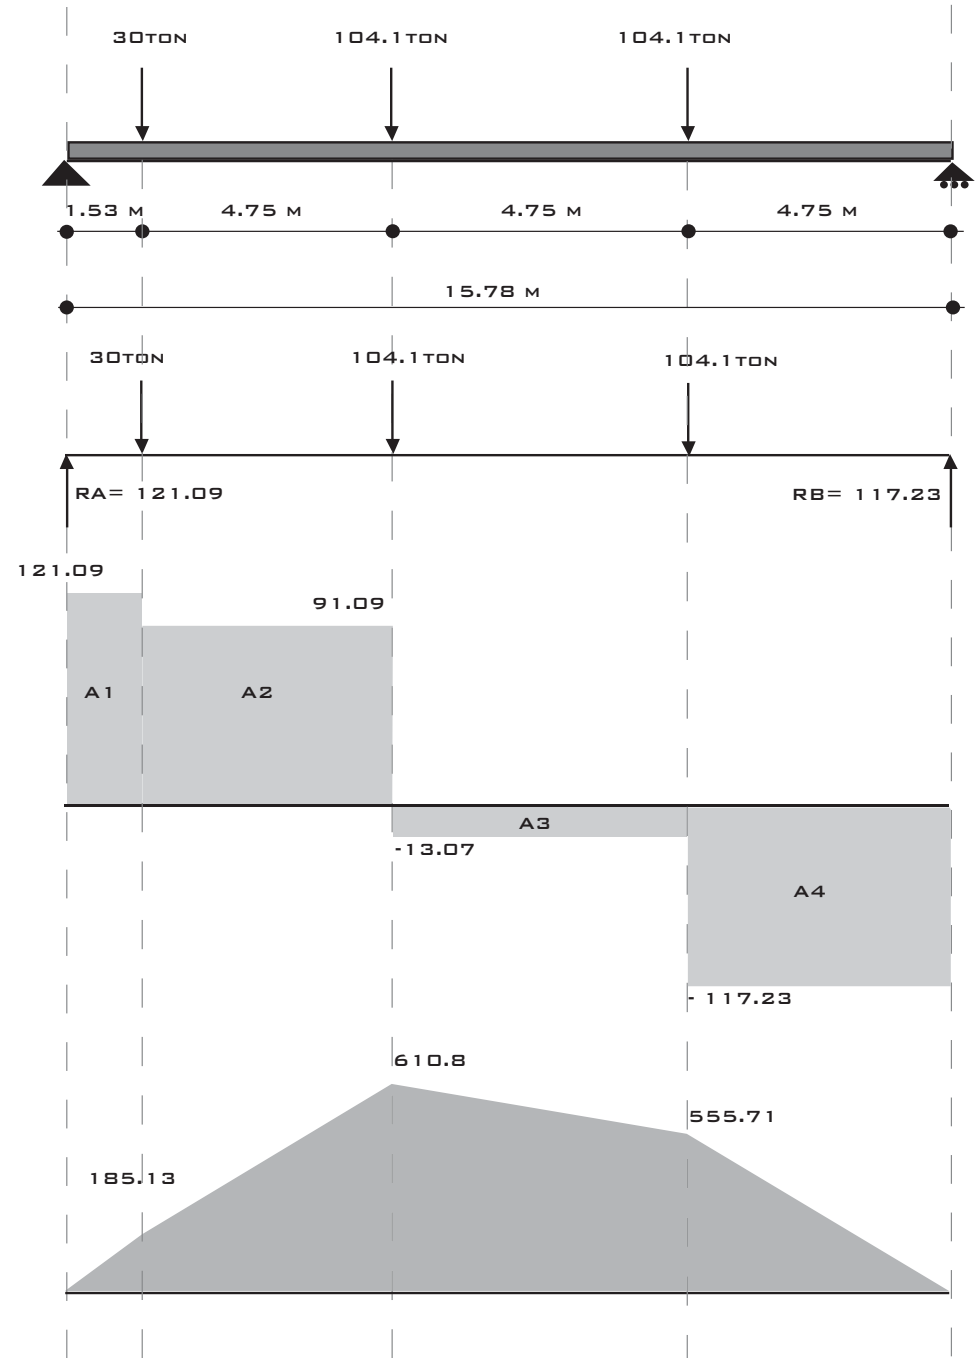 30TON 104.1TON 104.1TON
1.53 M 4.75 M 4.75 M 4.75 M
15.78 M
30TON 104.1TON 104.1TON
RA= 121.09 RB= 117.23
121.09
91.09
A1 A2
A3
-13.07
A4
- 117.23
610.8
555.71
185.13